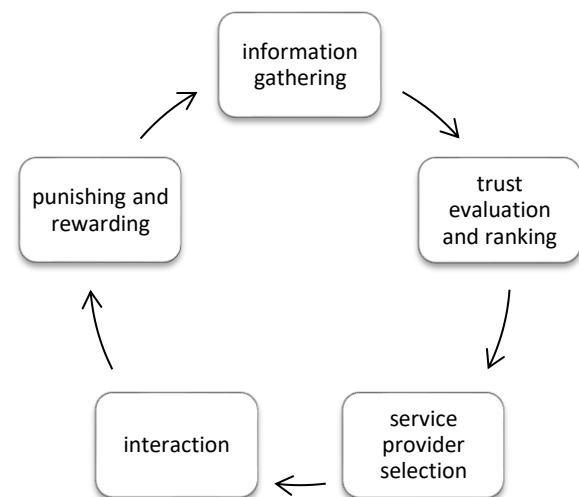 information
gathering
trust
evaluation
and ranking
service
provider
selection
interaction
punishing and
rewarding